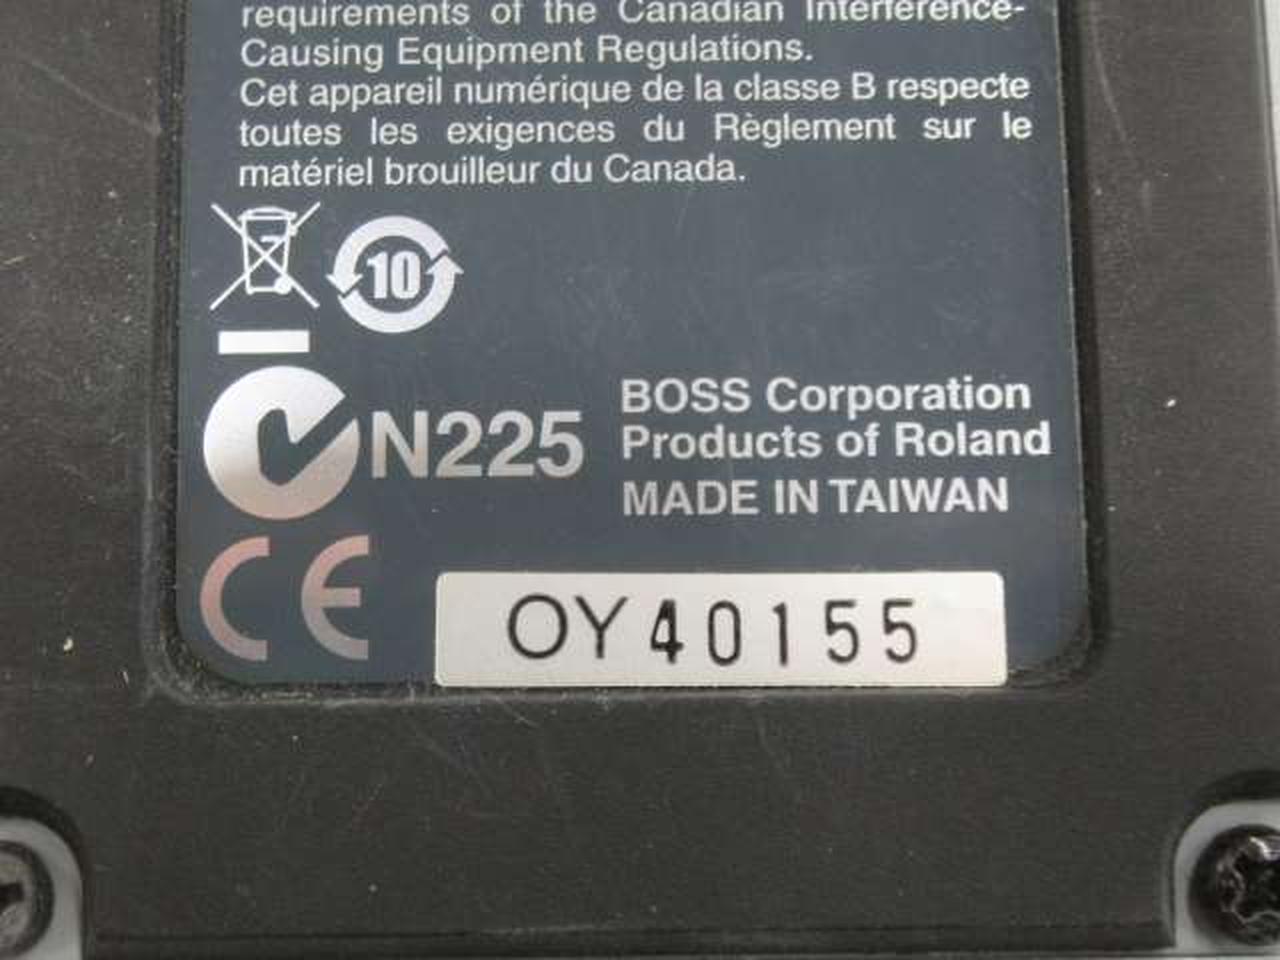 requirements of the Canadian Interference-
Causing Equipment Regulations.
Cet appareil numérique de la classe B respecte
toutes les exigences du Règlement sur le
matériel brouilleur du Canada.
10
N225
BOSS Corporation
Products of Roland
MADE IN TAIWAN
CE
OY40155